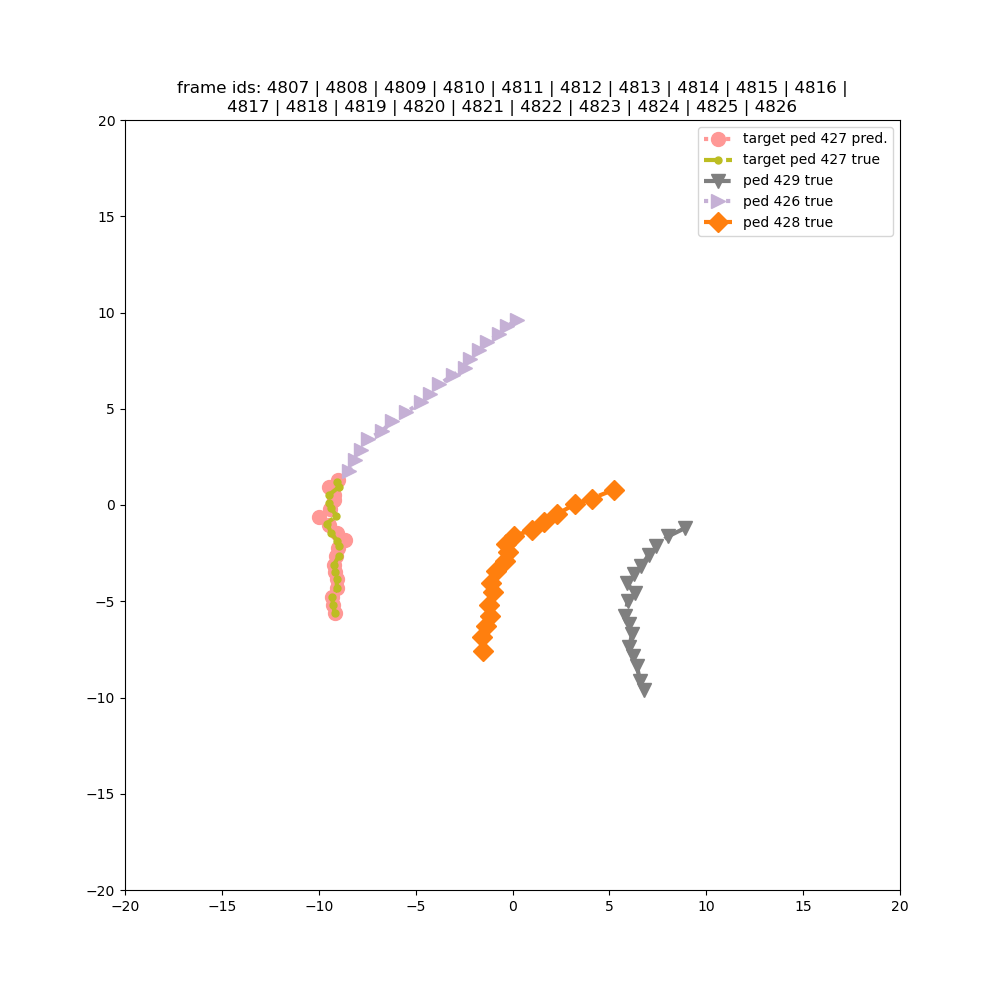 frame ids: 4807 | 4808 | 4809 | 4810 | 4811 | 4812 | 4813 | 4814 | 4815 | 4816 |
4817 | 4818 | 4819 | 4820 | 4821 | 4822 | 4823 | 4824 | 4825 | 4826
target ped 427 pred.
target ped 427 true
ped 429 true
ped 426 true
ped 428 true
20
15
10
5
0
−5
−10
−15
−20
−20 −15 −10 −5 0 5 10 15 20